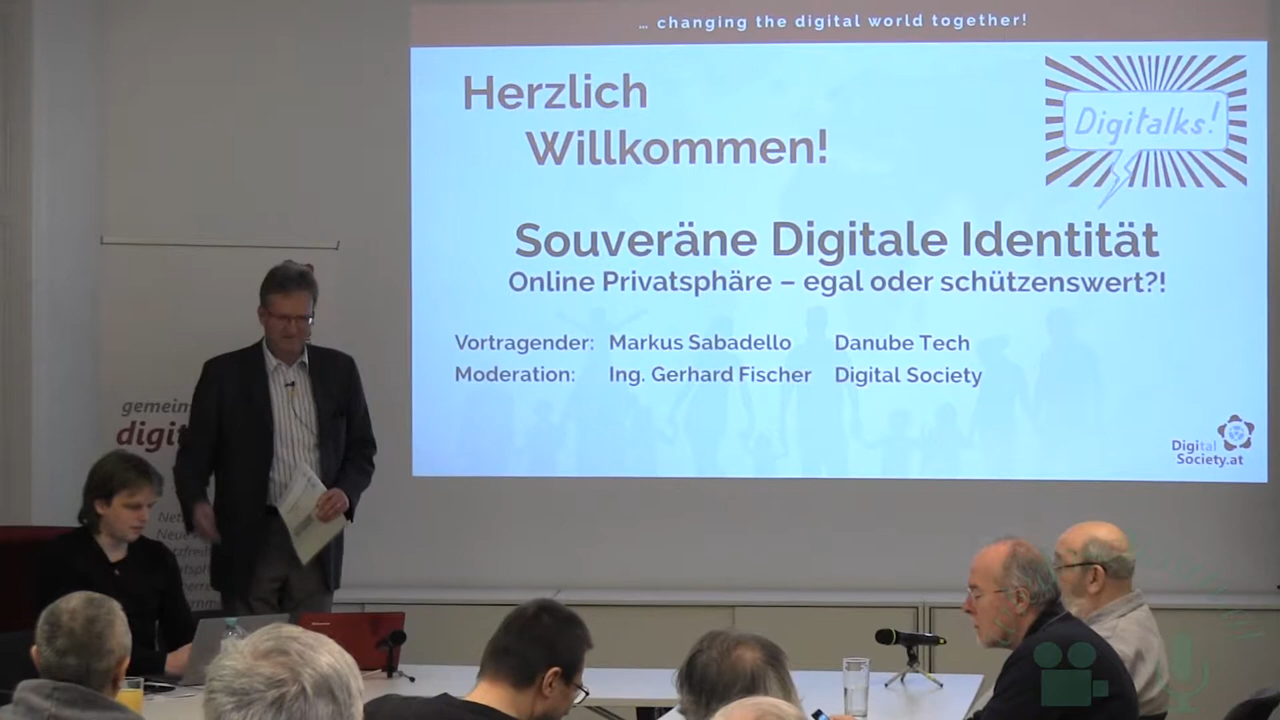 … changing the digital world together!
Herzlich
Willkommen!
Digitalks!
Souveräne Digitale Identität
Online Privatsphäre – egal oder schützenswert?!
Vortragender: Markus Sabadello Danube Tech
Moderation: Ing. Gerhard Fischer Digital Society
Digital
Society.at